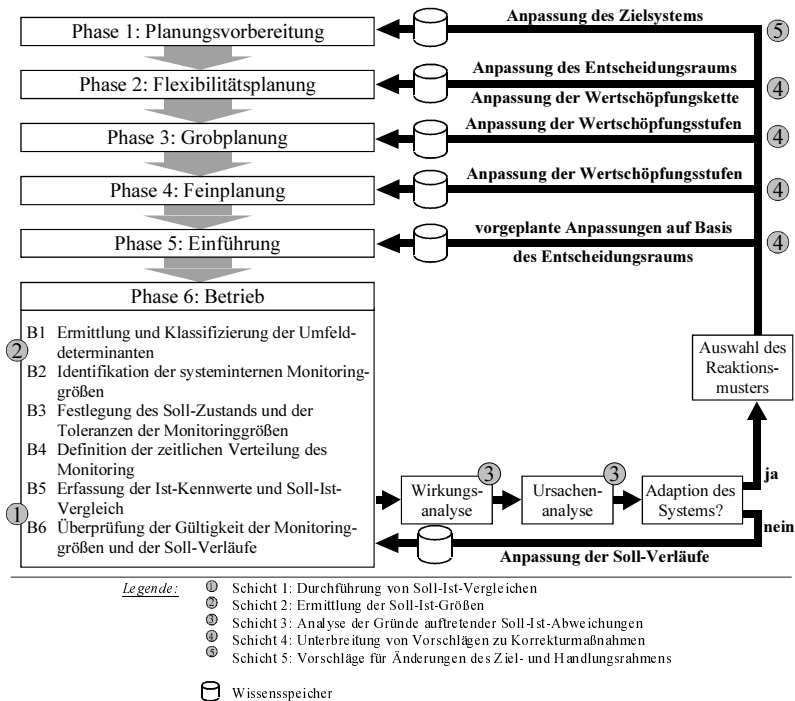 Phase 1: Planungsvorbereitung
Anpassung des Zielsystems
5
Phase 2: Flexibilitätsplanung
Anpassung des Entscheidungsraums
Anpassung der Wertschöpfungskette
4
Phase 3: Grobplanung
Anpassung der Wertschöpfungsstufen
4
Phase 4: Feinplanung
Anpassung der Wertschöpfungsstufen
4
Phase 5: Einführung
vorgeplante Anpassungen auf Basis
des Entscheidungsraums
4
Phase 6: Betrieb
B1 Ermittlung und Klassifizierung der Umfeld-
determinanten
2
B2 Identifikation der systeminternen Monitoring-
größen
B3 Festlegung des Soll-Zustands und der
Toleranzen der Monitoringgrößen
B4 Definition der zeitlichen Verteilung des
Monitoring
B5 Erfassung der Ist-Kennwerte und Soll-Ist-
Vergleich
1
B6 Überprüfung der Gültigkeit der Monitoring-
größen und der Soll-Verläufe
Wirkungs-
analyse
3
Ursachen-
analyse
3
Adaption des
Systems?
ja
nein
Auswahl des
Reaktions-
musters
Anpassung der Soll-Verläufe
Legende:
1 Schicht 1: Durchführung von Soll-Ist-Vergleichen
2 Schicht 2: Ermittlung der Soll-Ist-Größen
3 Schicht 3: Analyse der Gründe auftretender Soll-Ist-Abweichungen
4 Schicht 4: Unterbreitung von Vorschlägen zu Korrekturmaßnahmen
5 Schicht 5: Vorschläge für Änderungen des Ziel- und Handlungsrahmens
Wissensspeicher